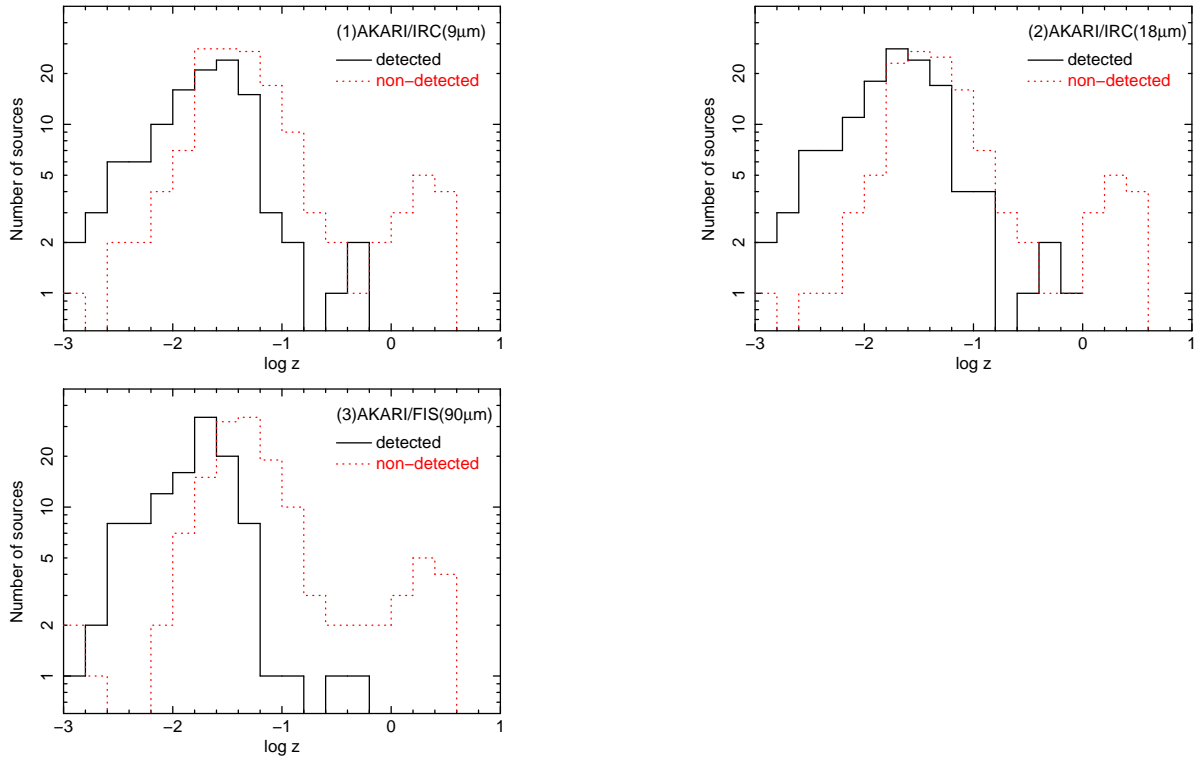 (1)AKARI/IRC(9μm)
detected
non−detected
Number of sources
20
10
5
2
1
−3 −2 −1 0 1
log z
(2)AKARI/IRC(18μm)
detected
non−detected
Number of sources
20
10
5
2
1
−3 −2 −1 0 1
log z
(3)AKARI/FIS(90μm)
detected
non−detected
Number of sources
20
10
5
2
1
−3 −2 −1 0 1
log z